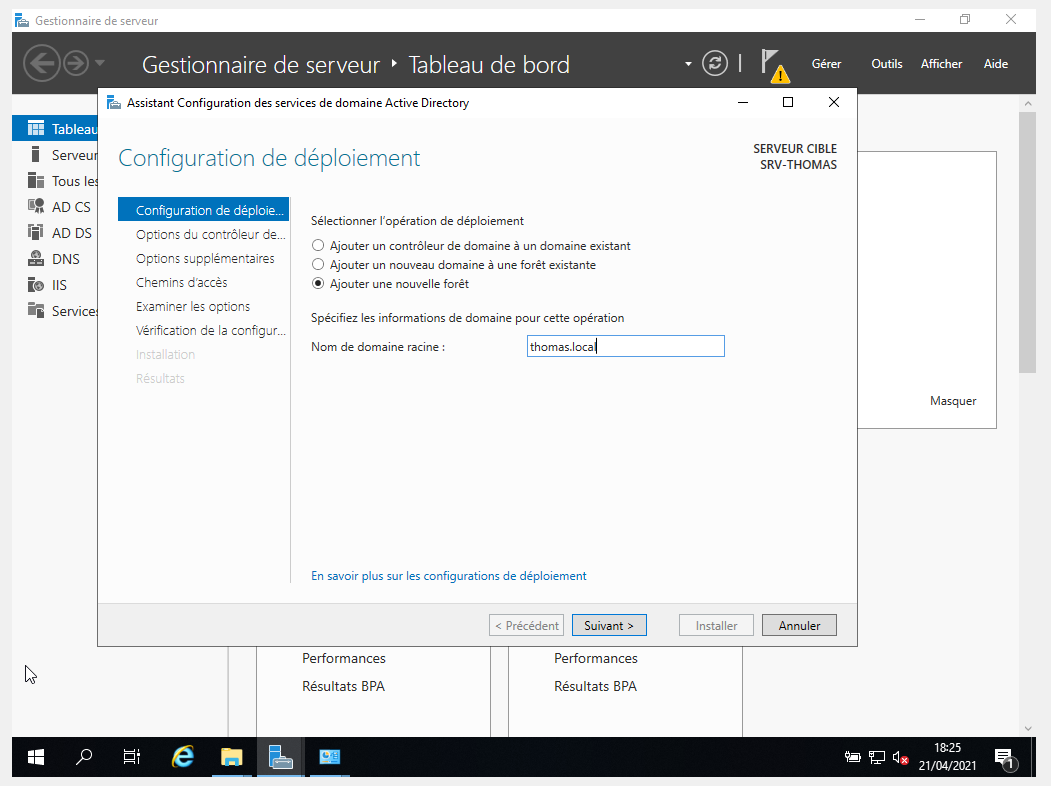 Gestionnaire de serveur
Gestionnaire de serveur ‣ Tableau de bord
Gérer Outils Afficher Aide
Assistant Configuration des services de domaine Active Directory
Tableau
Serveur
Tous les
AD CS
AD DS
DNS
IIS
Services
Configuration de déploiement
SERVEUR CIBLE
SRV-THOMAS
Configuration de déploie...
Options du contrôleur de...
Options supplémentaires
Chemins d'accès
Examiner les options
Vérification de la configur...
Installation
Résultats
Sélectionner l'opération de déploiement
Ajouter un contrôleur de domaine à un domaine existant
Ajouter un nouveau domaine à une forêt existante
Ajouter une nouvelle forêt
Spécifiez les informations de domaine pour cette opération
Nom de domaine racine : thomas.local
En savoir plus sur les configurations de déploiement
< Précédent Suivant > Installer Annuler
Masquer
Performances
Résultats BPA
Performances
Résultats BPA
18:25
21/04/2021
1